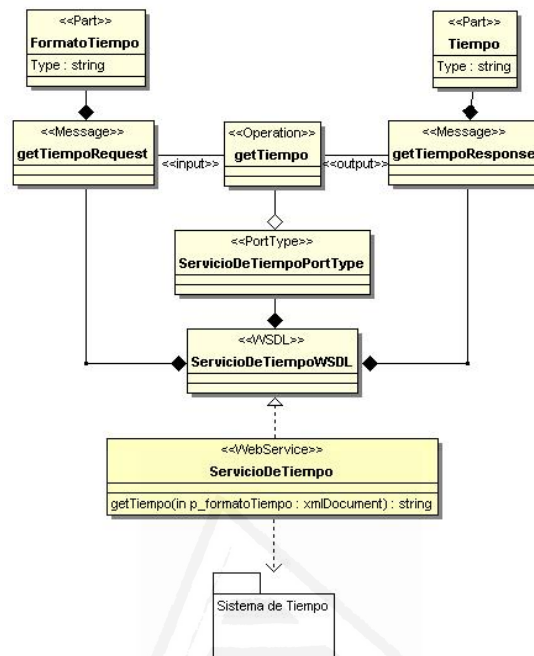 <<Part>>
FormatoTiempo
Type : string
<<Part>>
Tiempo
Type : string
<<Message>>
getTiempoRequest
<<input>>
<<Operation>>
getTiempo
<<output>>
<<Message>>
getTiempoResponse
<<PortType>>
ServicioDeTiempoPortType
<<WSDL>>
ServicioDeTiempoWSDL
<<WebService>>
ServicioDeTiempo
getTiempo(in p_formatoTiempo : xmlDocument) : string
Sistema de Tiempo